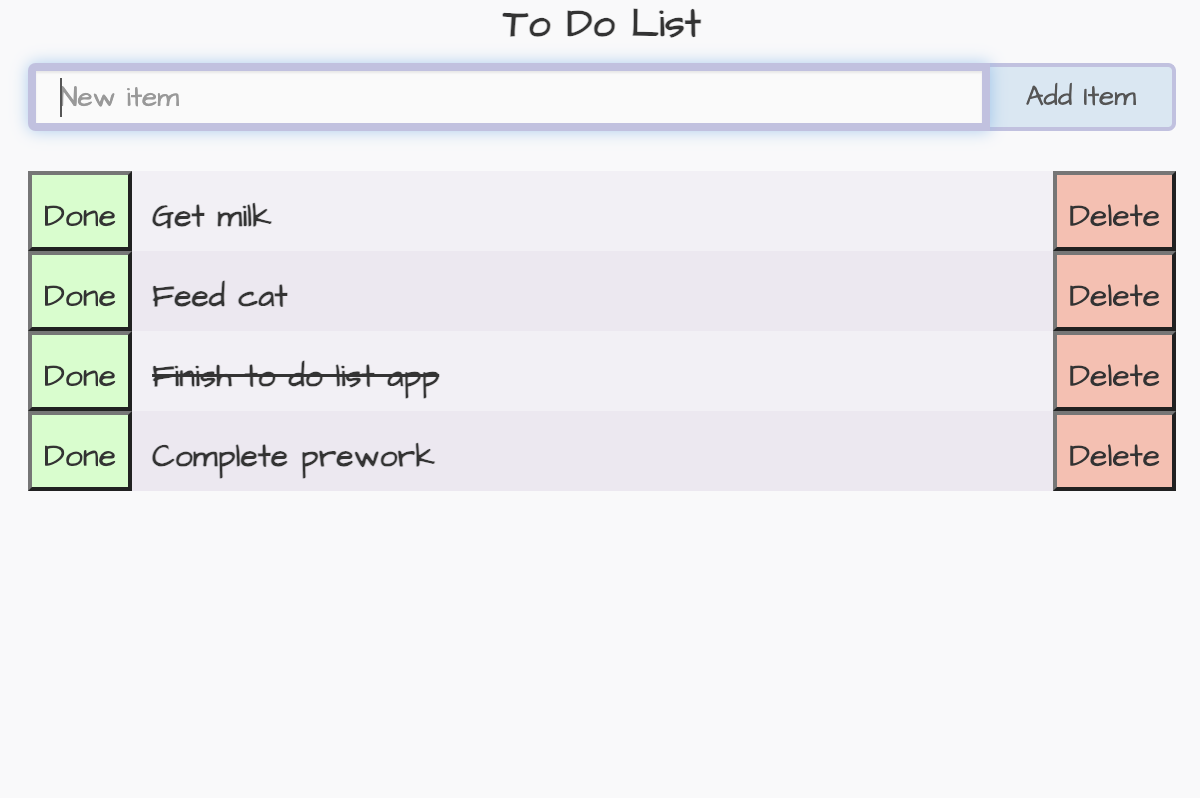 To Do List
New item
Add Item
Done Get milk Delete
Done Feed cat Delete
Done Finish to do list app Delete
Done Complete prework Delete